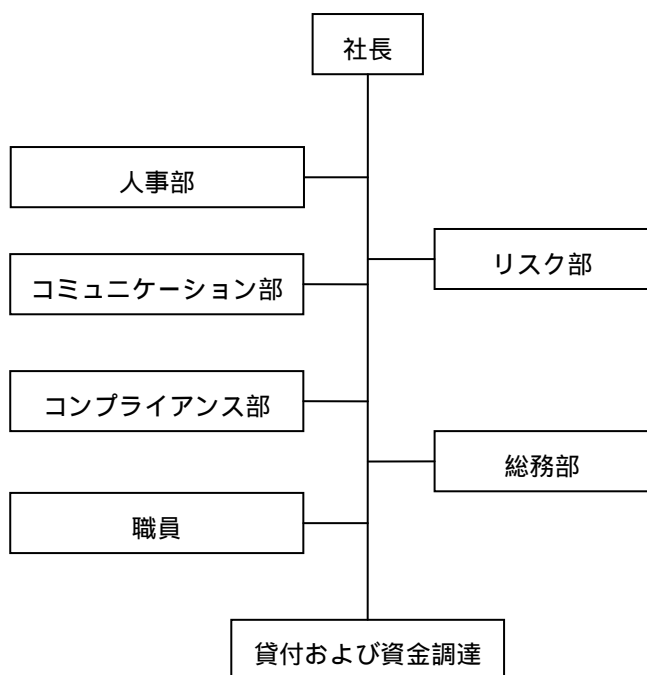 社長
人事部
リスク部
コミュニケーション部
コンプライアンス部
総務部
職員
貸付および資金調達